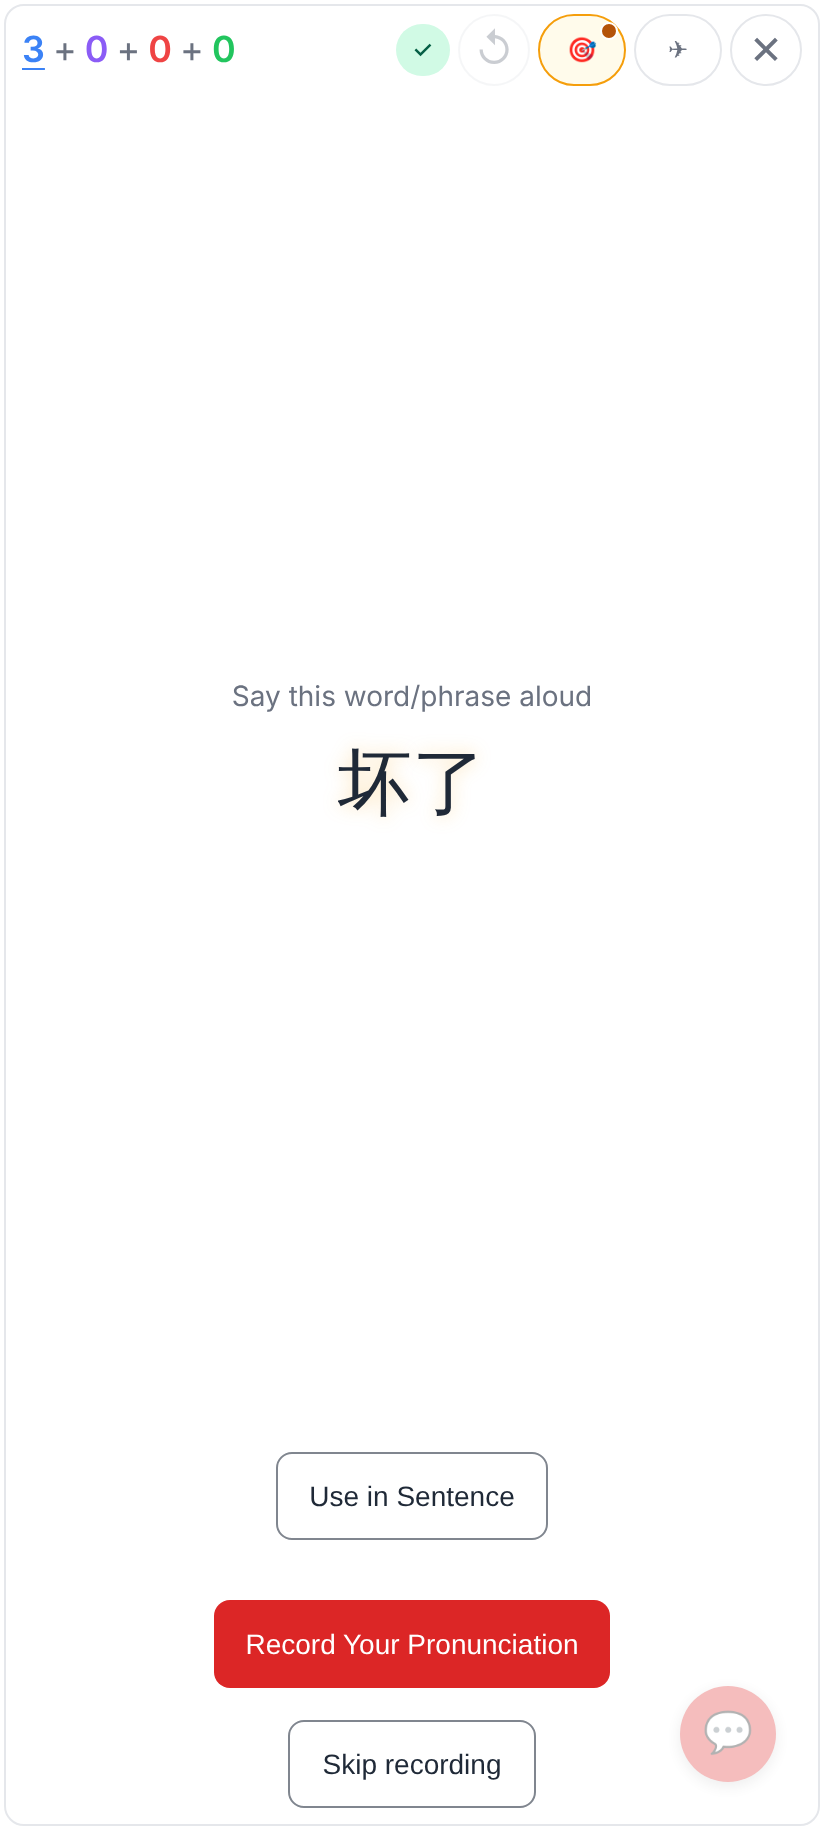 3 + 0 + 0 + 0
Say this word/phrase aloud
坏了
Use in Sentence
Record Your Pronunciation
Skip recording